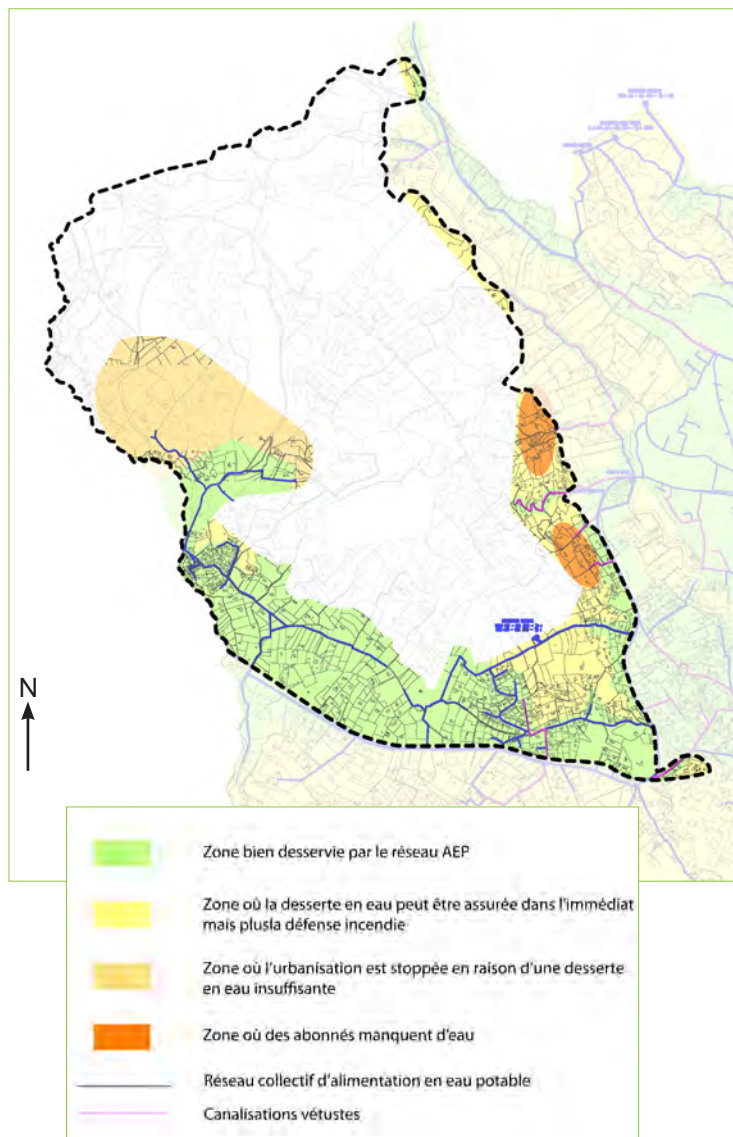 N
Zone bien desservie par le réseau AEP
Zone où la desserte en eau peut être assurée dans l'immédiat
mais plusla défense incendie
Zone où l'urbanisation est stoppée en raison d'une desserte
en eau insuffisante
Zone où des abonnés manquent d'eau
Réseau collectif d'alimentation en eau potable
Canalisations vétustes